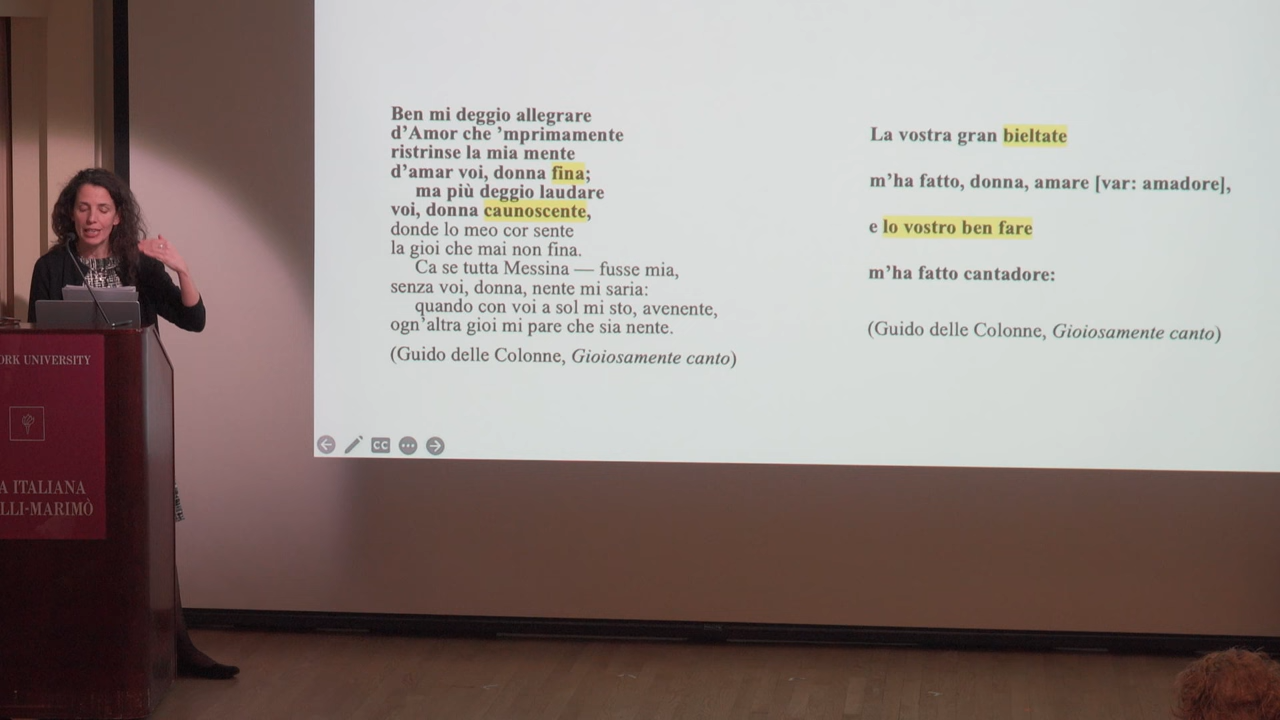 Ben mi deggio allegrare
d’Amor che ’mprimamente
ristrinse la mia mente
d’amar voi, donna fina;
ma più deggio laudare
voi, donna caunoscente,
donde lo meo cor sente
la gioi che mai non fina.
Ca se tutta Messina — fusse mia,
senza voi, donna, nente mi saria:
quando con voi a sol mi sto, avenente,
ogn’altra gioi mi pare che sia nente.
(Guido delle Colonne, Gioiosamente canto)
La vostra gran bieltate
m’ha fatto, donna, amare [var: amadore],
e lo vostro ben fare
m’ha fatto cantadore:
(Guido delle Colonne, Gioiosamente canto)
CC
ORK UNIVERSITY
A ITALIANA
LLI-MARIMÒ